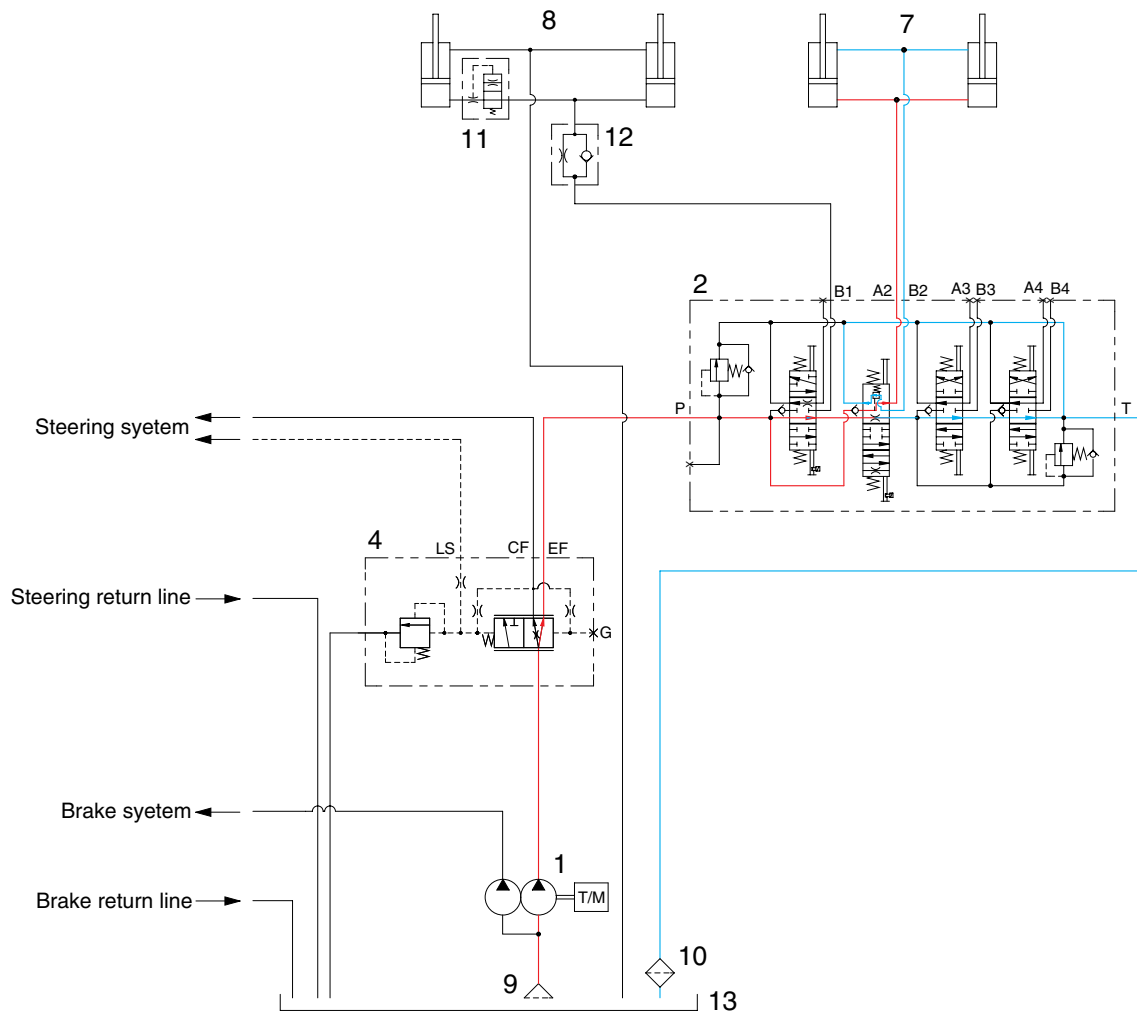 8
7
11
12
2
B1
A2
B2
A3
B3
A4
B4
P
T
Steering syetem
4
LS
CF
EF
Steering return line
G
Brake syetem
1
T/M
Brake return line
10
9
13